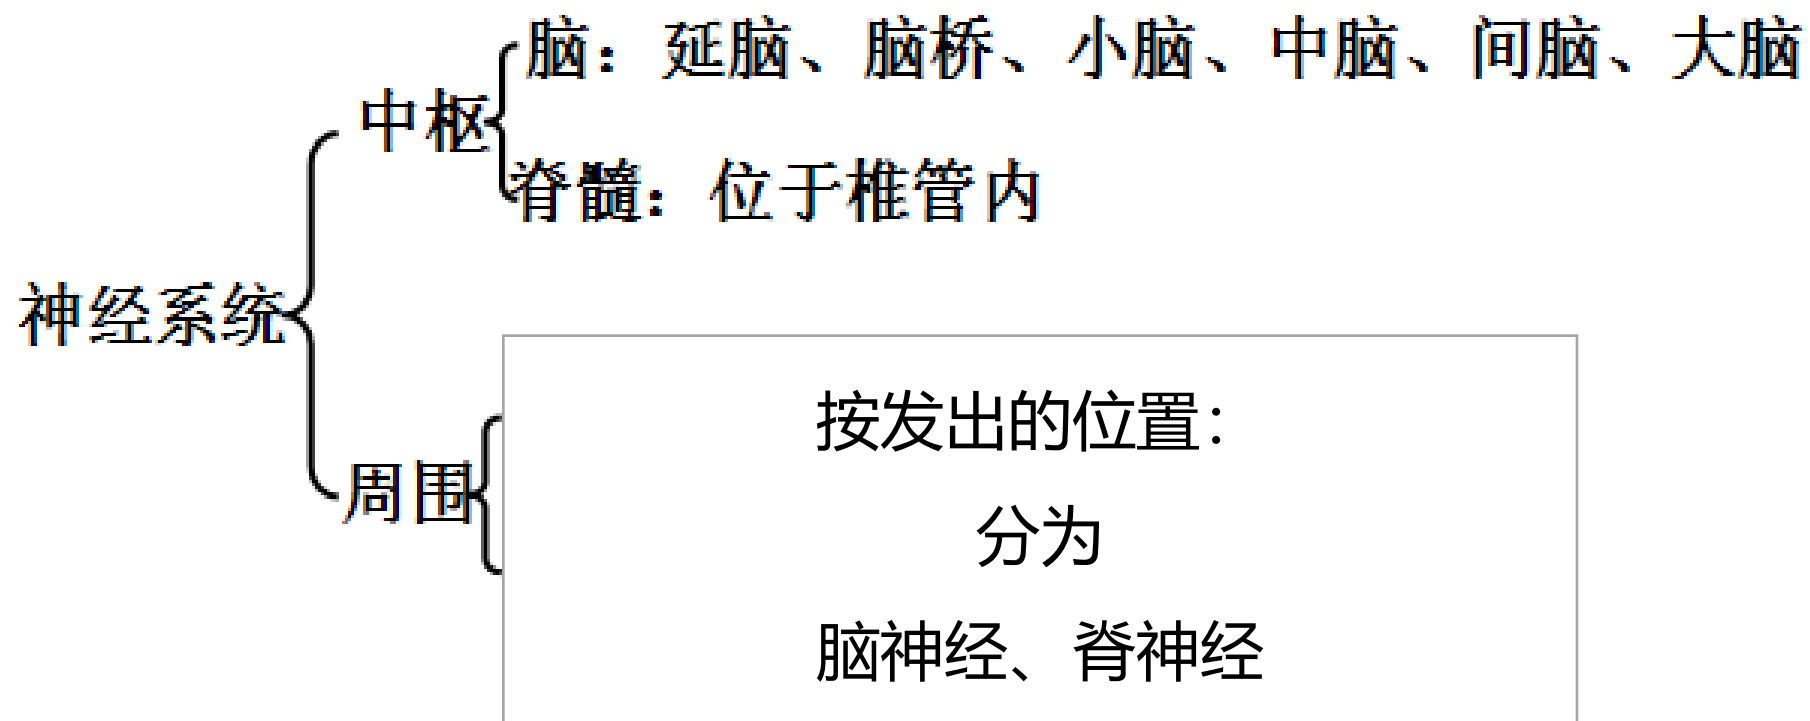 脑：延脑、脑桥、小脑、中脑、间脑、大脑
中枢
脊髓：位于椎管内
神经系统
按发出的位置：
周围
分为
脑神经、脊神经